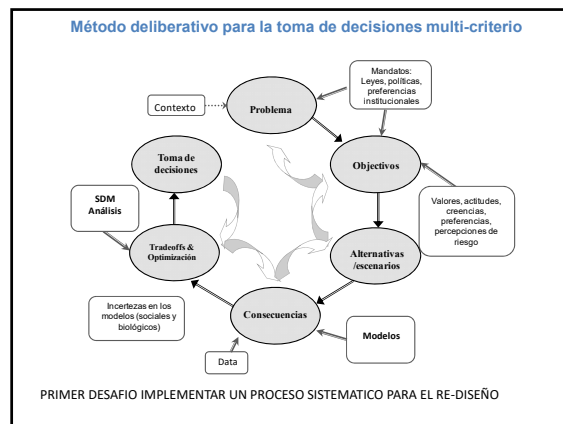 Método deliberativo para la toma de decisiones multi-criterio
Mandatos:
Leyes, políticas,
preferencias
institucionales
Contexto
Problema
Toma de
decisiones
Objectivos
SDM
Análisis
Valores, actitudes,
creencias,
preferencias,
percepciones de
riesgo
Tradeoffs &
Optimización
Alternativas
/escenarios
Incertezas en los
modelos (sociales y
biológicos)
Consecuencias
Modelos
Data
PRIMER DESAFIO IMPLEMENTAR UN PROCESO SISTEMATICO PARA EL RE-DISEÑO